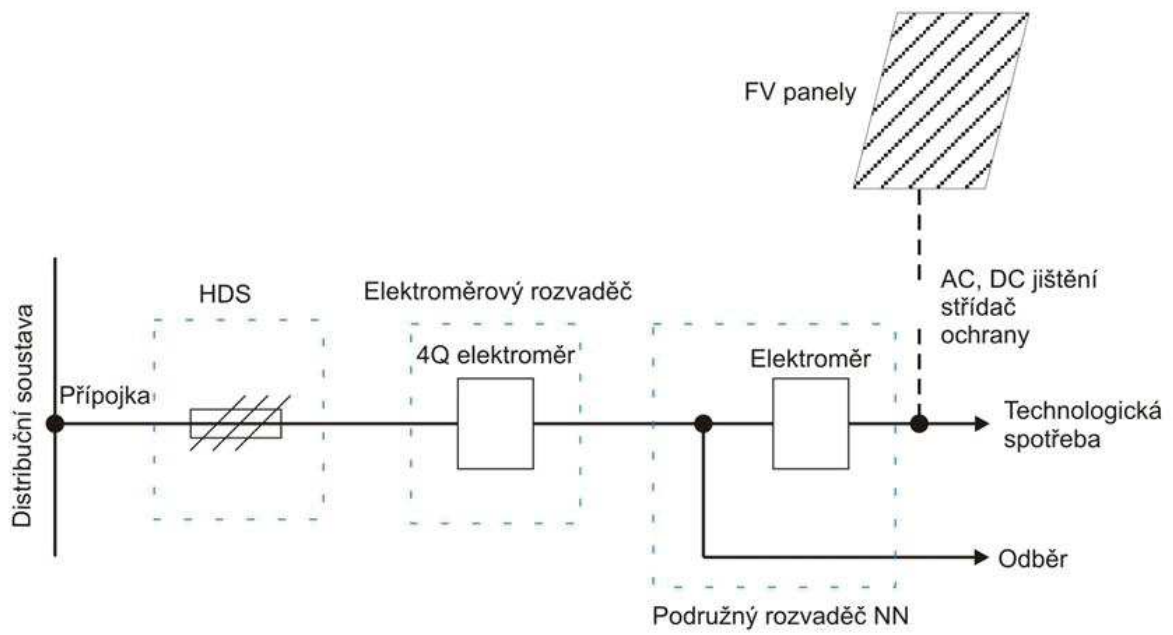 FV panely
AC, DC jištění
střídač
ochrany
HDS
Elektroměrový rozvaděč
4Q elektroměr
Elektroměr
Distribuční soustava
Přípojka
Technologická
spotřeba
Odběr
Podružný rozvaděč NN